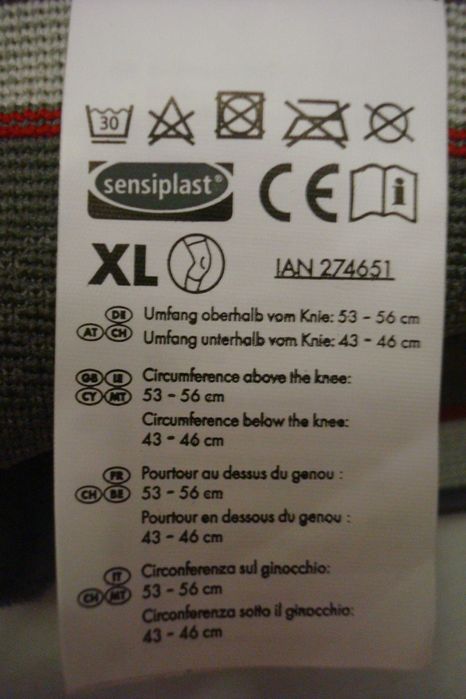 30
sensiplast®
CE
i
XL
IAN 274651
DE Umfang oberhalb vom Knie: 53 - 56 cm
AT CH Umfang unterhalb vom Knie: 43 - 46 cm
GB IE Circumference above the knee:
CY MT 53 - 56 cm
Circumference below the knee:
43 - 46 cm
FR Pourtour au dessus du genou :
CH BE 53 - 56 cm
Pourtour en dessous du genou :
43 - 46 cm
IT Circonferenza sul ginocchio:
CH MT 53 - 56 cm
Circonferenza sotto il ginocchio:
43 - 46 cm